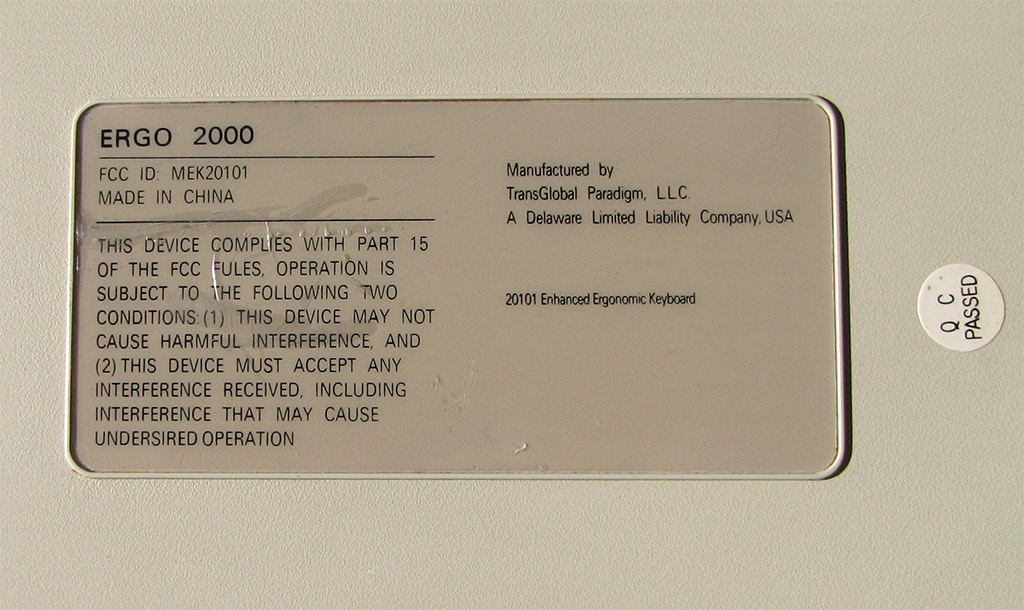 ERGO 2000
FCC ID: MEK20101
MADE IN CHINA
THIS DEVICE COMPLIES WITH PART 15
OF THE FCC FULES, OPERATION IS
SUBJECT TO THE FOLLOWING TWO
CONDITIONS:(1) THIS DEVICE MAY NOT
CAUSE HARMFUL INTERFERENCE, AND
(2) THIS DEVICE MUST ACCEPT ANY
INTERFERENCE RECEIVED, INCLUDING
INTERFERENCE THAT MAY CAUSE
UNDERSIRED OPERATION
Manufactured by
TransGlobal Paradigm, L.L.C.
A Delaware Limited Liability Company, USA
20101 Enhanced Ergonomic Keyboard
Q C
PASSED